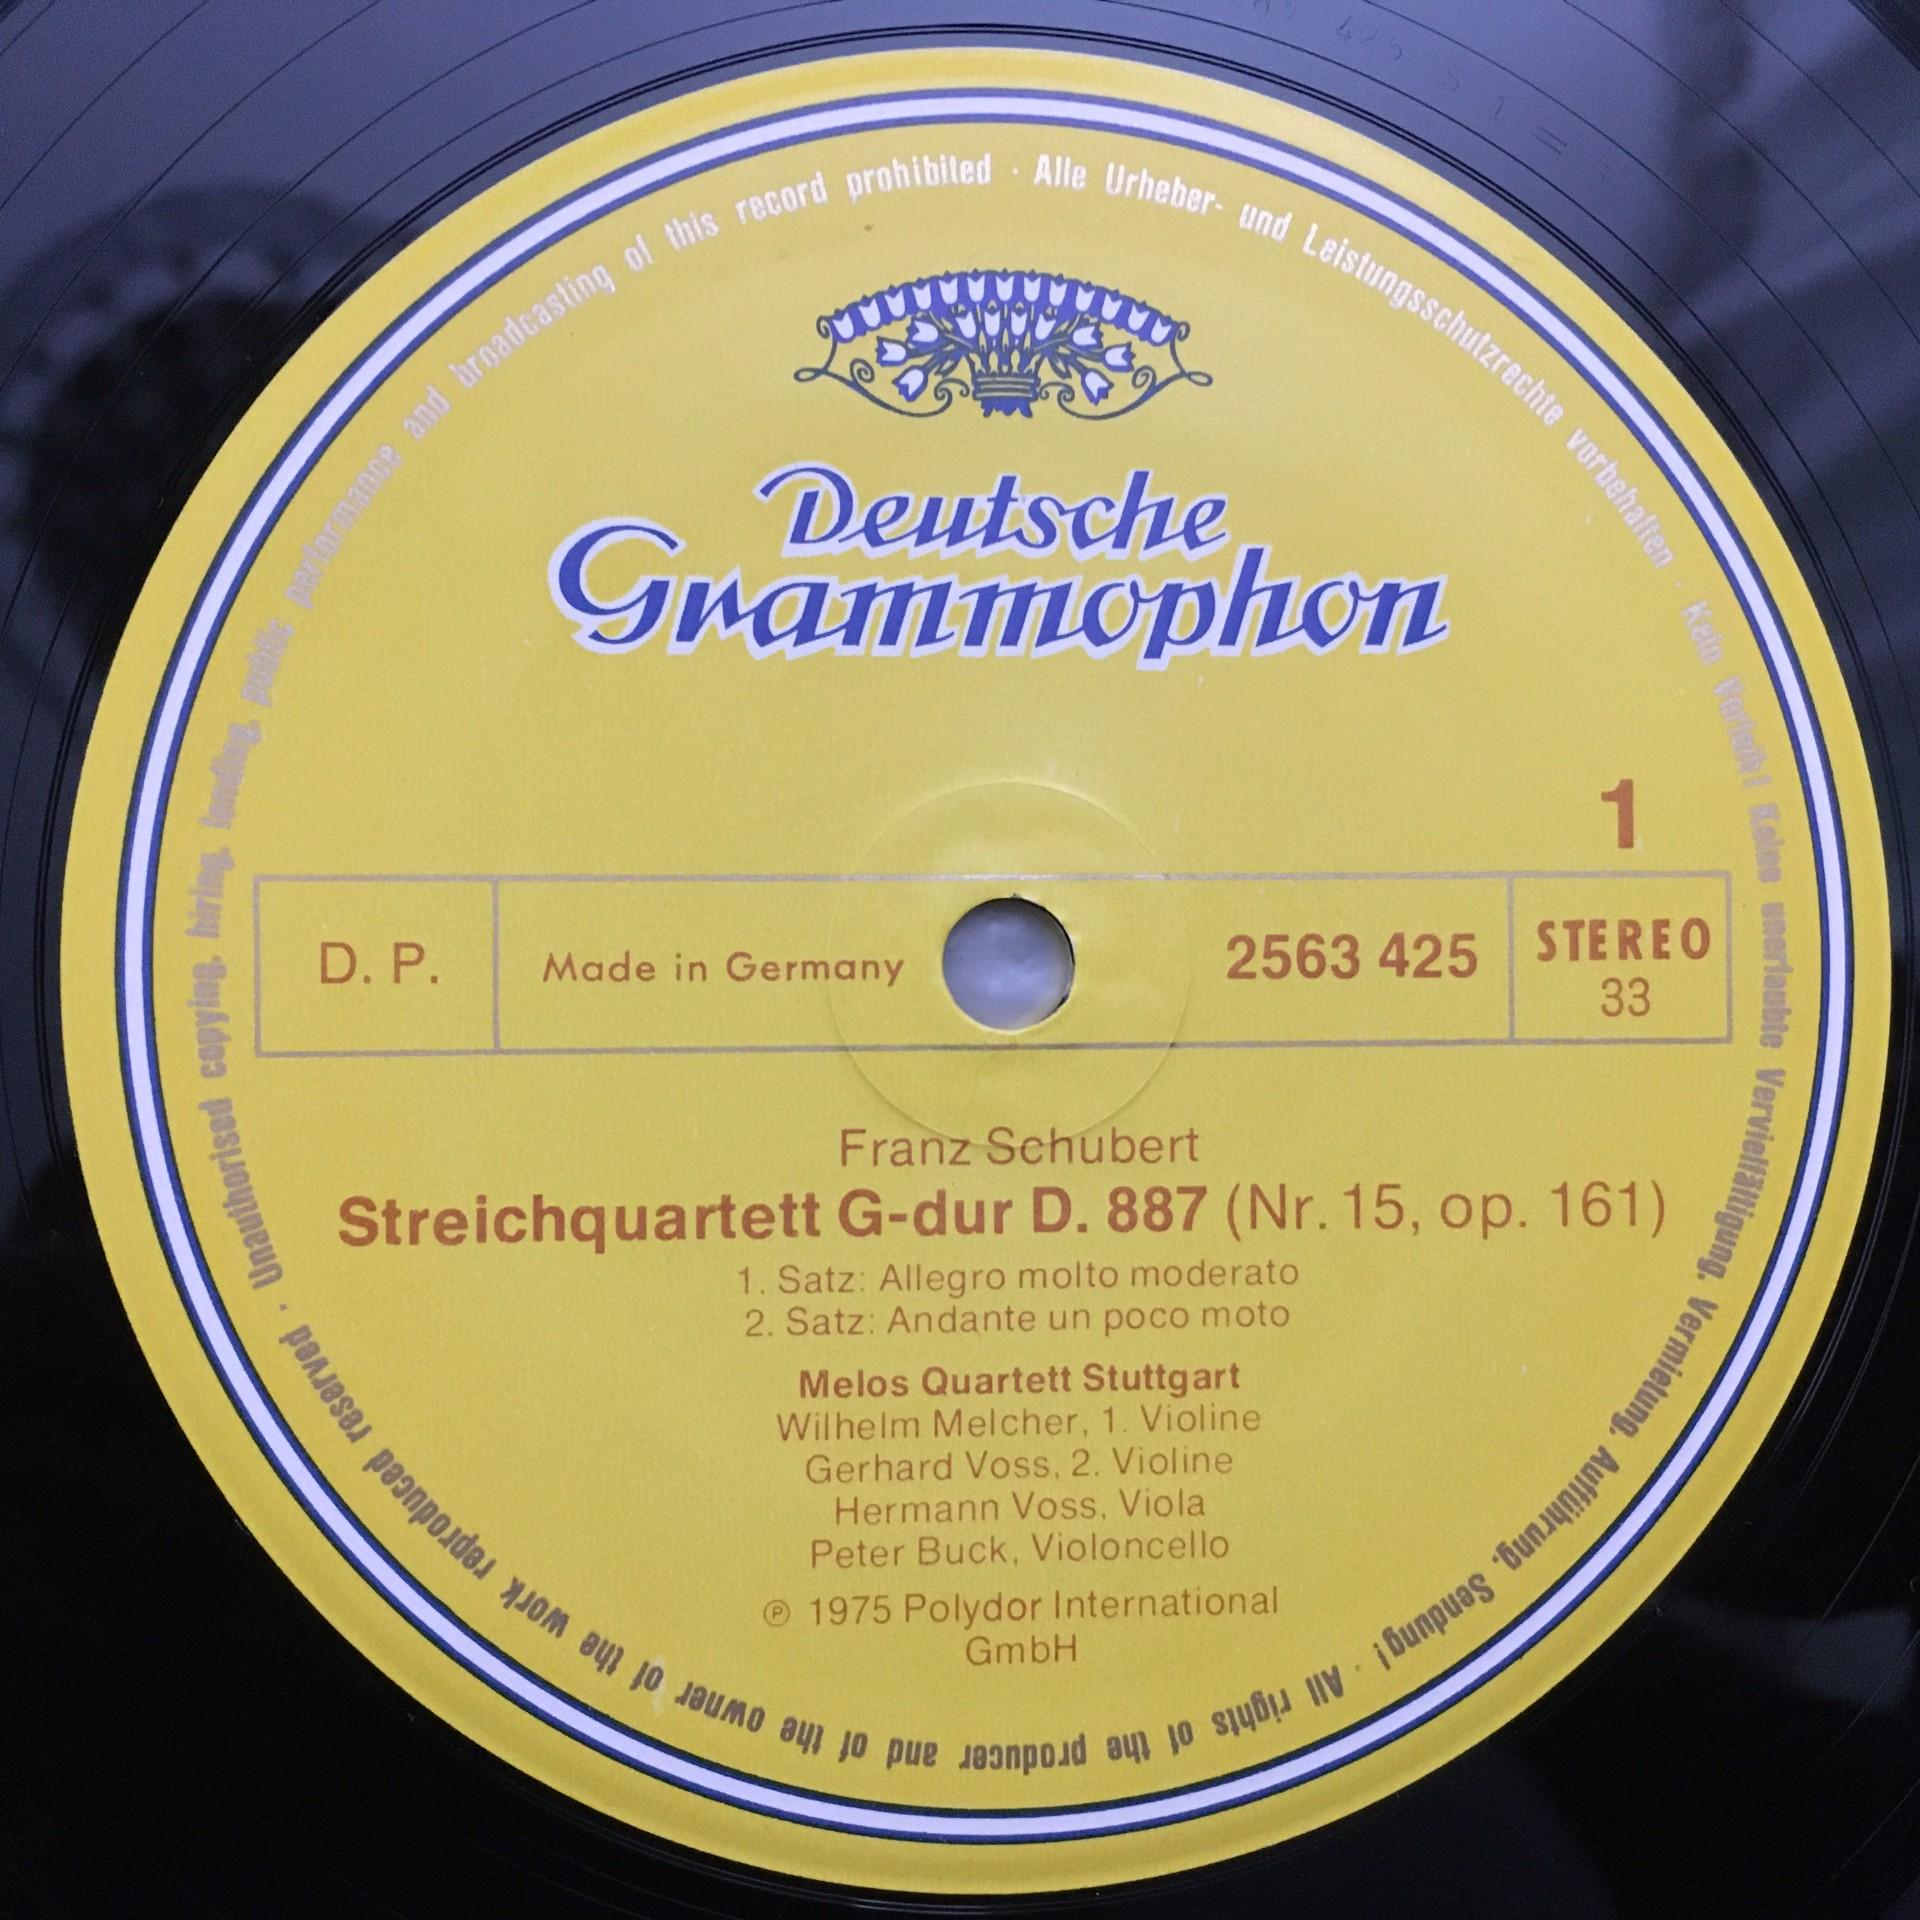 Deutsche
Grammophon
1
D. P.
Made in Germany
2563 425
STEREO
33
Franz Schubert
Streichquartett G-dur D. 887 (Nr. 15, op. 161)
1. Satz: Allegro molto moderato
2. Satz: Andante un poco moto
Melos Quartett Stuttgart
Wilhelm Melcher, 1. Violine
Gerhard Voss, 2. Violine
Hermann Voss, Viola
Peter Buck, Violoncello
℗ 1975 Polydor International
GmbH
Alle Urheber- und Leistungsschutzrechte vorbehalten · Kein Verleih! Keine unerlaubte Vervielfältigung, Vermietung, Aufführung, Sendung! · All rights of the producer and of the owner of the work reproduced reserved · Unauthorised copying, hiring, lending, public performance and broadcasting of this record prohibited ·
425 S 1 =